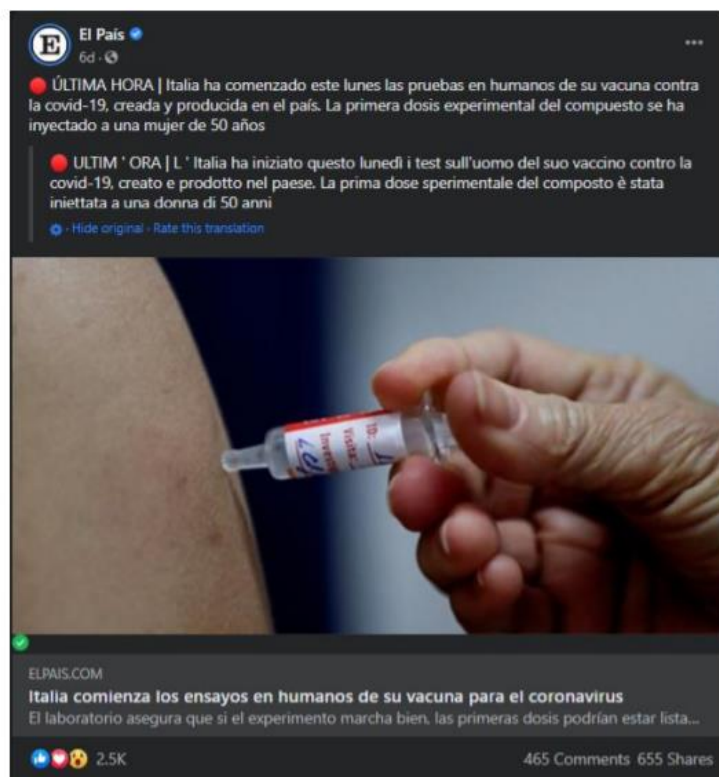 E
El País
6d
ÚLTIMA HORA | Italia ha comenzado este lunes las pruebas en humanos de su vacuna contra
la covid-19, creada y producida en el país. La primera dosis experimental del compuesto se ha
inyectado a una mujer de 50 años
ULTIM ' ORA | L ' Italia ha iniziato questo lunedì i test sull'uomo del suo vaccino contro la
covid-19, creato e prodotto nel paese. La prima dose sperimentale del composto è stata
iniettata a una donna di 50 anni
· Hide original · Rate this translation
ID:
Visita:
ELPAIS.COM
Italia comienza los ensayos en humanos de su vacuna para el coronavirus
El laboratorio asegura que si el experimento marcha bien, las primeras dosis podrían estar lista...
2.5K
465 Comments 655 Shares